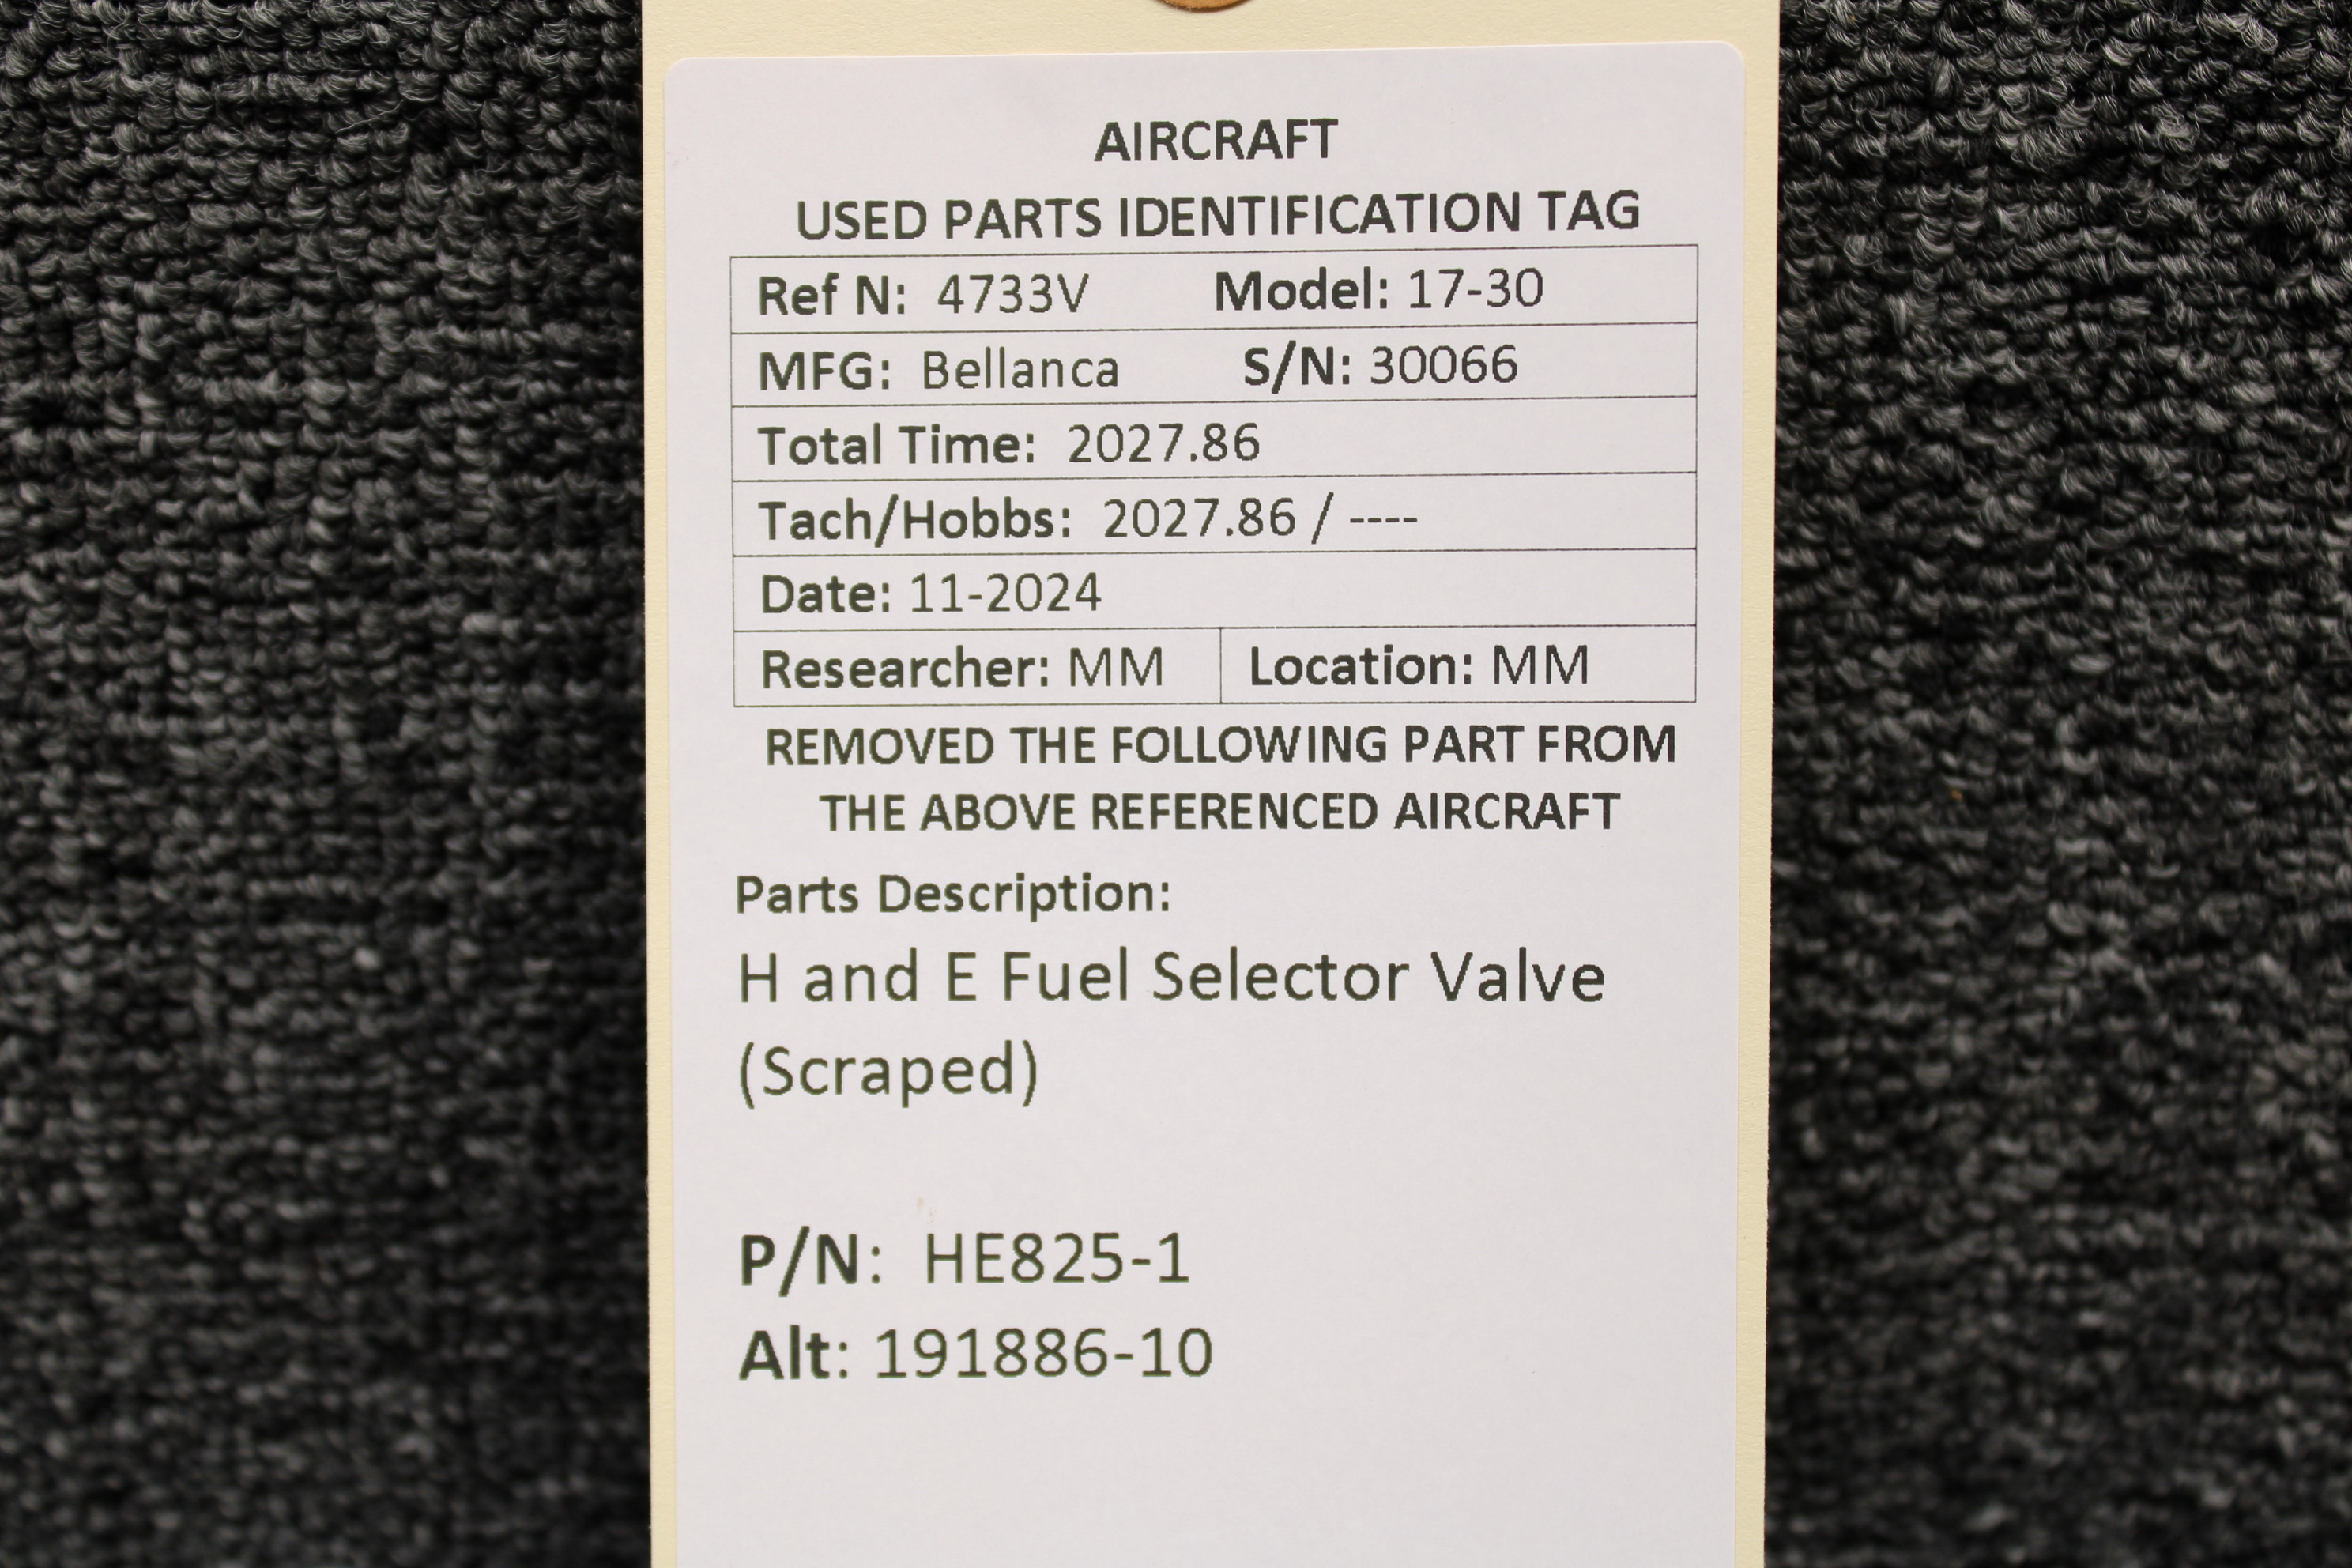 AIRCRAFT
USED PARTS IDENTIFICATION TAG
Ref N: 4733V Model: 17-30
MFG: Bellanca S/N: 30066
Total Time: 2027.86
Tach/Hobbs: 2027.86 / ----
Date: 11-2024
Researcher: MM Location: MM
REMOVED THE FOLLOWING PART FROM
THE ABOVE REFERENCED AIRCRAFT
Parts Description:
H and E Fuel Selector Valve
(Scraped)
P/N: HE825-1
Alt: 191886-10